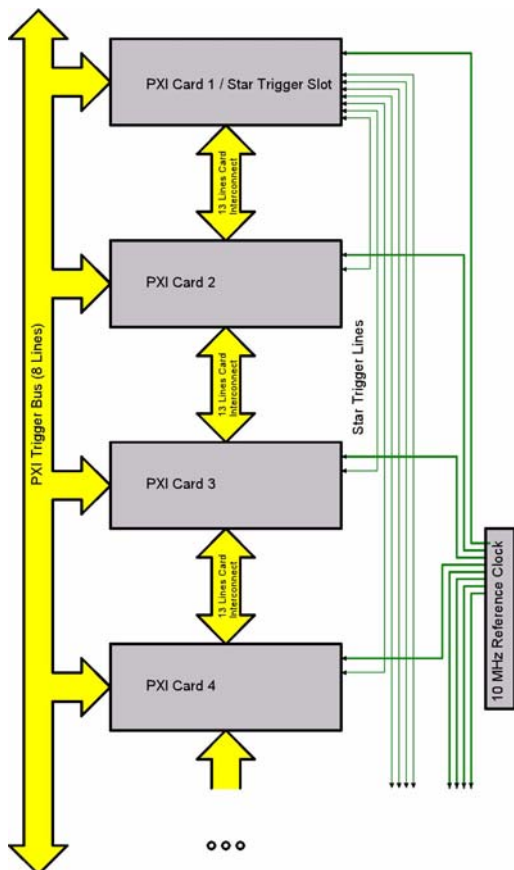 PXI Card 1 / Star Trigger Slot
13 Lines Card
Interconnect
PXI Card 2
13 Lines Card
Interconnect
PXI Card 3
13 Lines Card
Interconnect
PXI Card 4
PXI Trigger Bus (8 Lines)
Star Trigger Lines
10 MHz Reference Clock